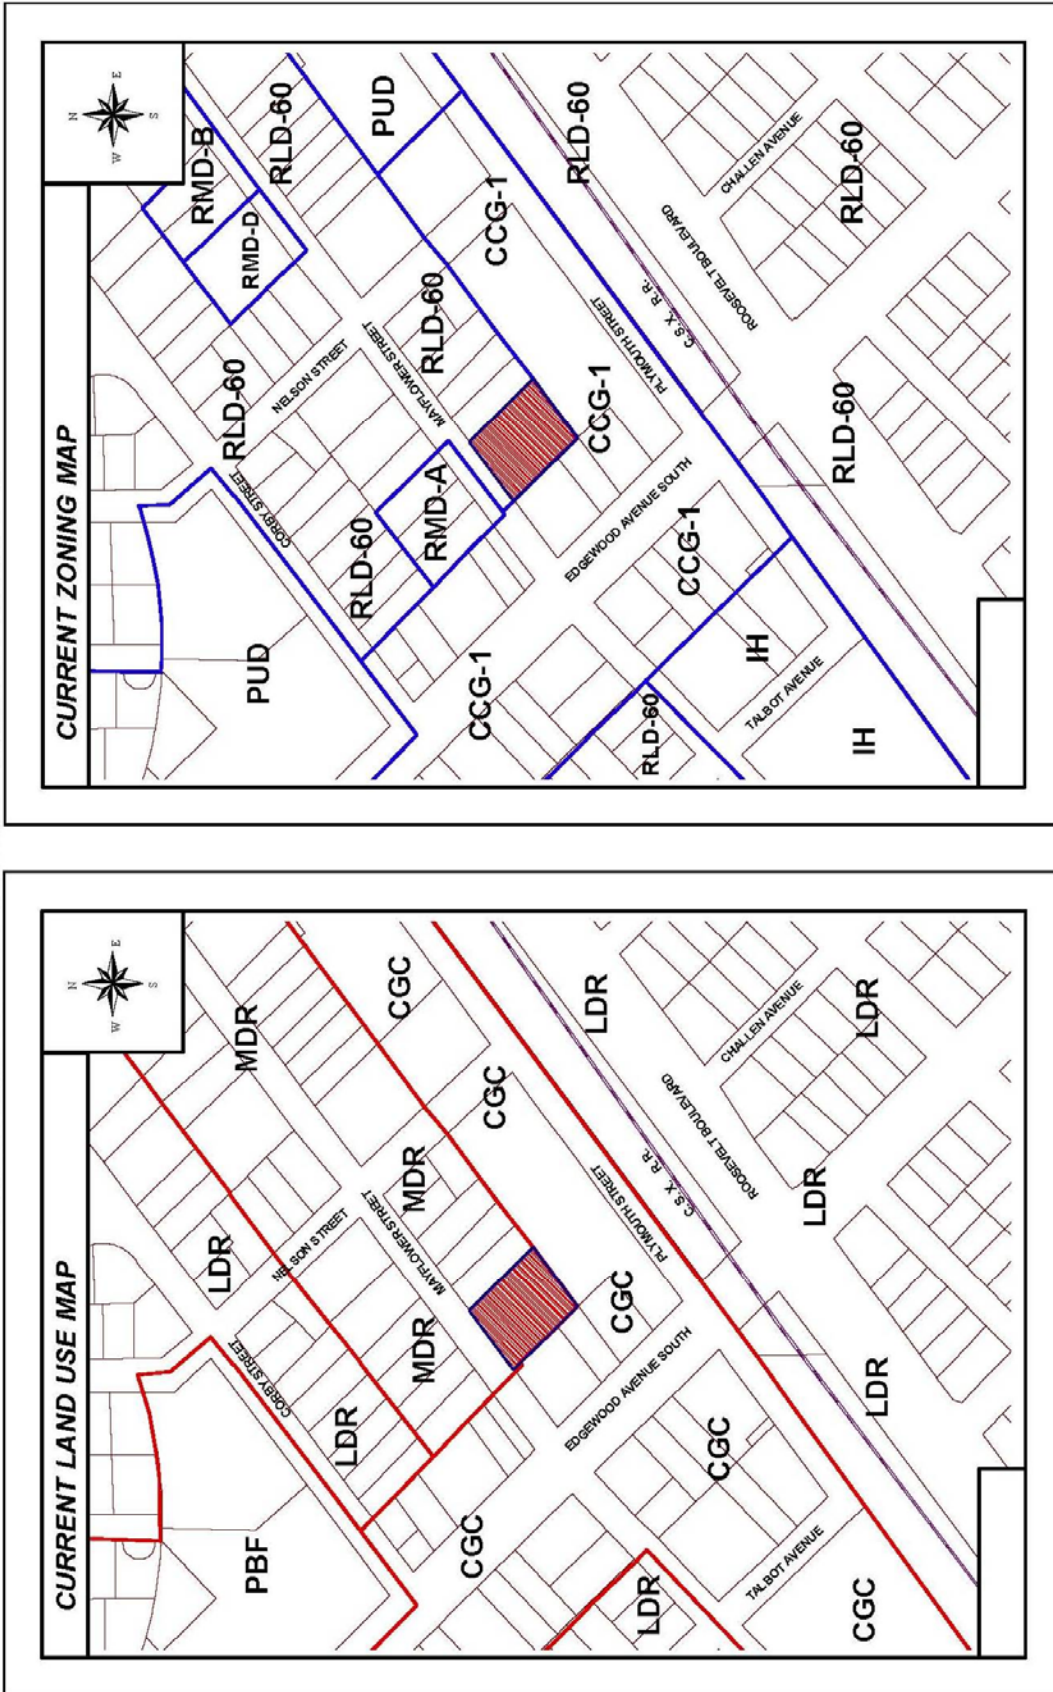 CURRENT LAND USE MAP
N
W
E
S
LDR
MDR
PBF
CORBY STREET
NELSON STREET
LDR
CGC
MAYFLOWER STREET
MDR
MDR
CGC
CGC
LDR
CGC
PLYMOUTH STREET
EDGEWOOD AVENUE SOUTH
LDR
C.S.X. R.R.
ROOSEVELT BOULEVARD
CGC
CHALLEN AVENUE
TALBOT AVENUE
LDR
CGC
LDR
LDR
CURRENT ZONING MAP
N
W
E
S
RMD-B
RLD-60
RMD-D
PUD
CORBY STREET
RLD-60
NELSON STREET
RLD-60
PUD
MAYFLOWER STREET
RLD-60
RMD-A
CCG-1
CCG-1
RLD-60
CCG-1
PLYMOUTH STREET
EDGEWOOD AVENUE SOUTH
RLD-60
C.S.X. R.R.
CCG-1
ROOSEVELT BOULEVARD
CHALLEN AVENUE
IH
TALBOT AVENUE
RLD-60
RLD-60
IH